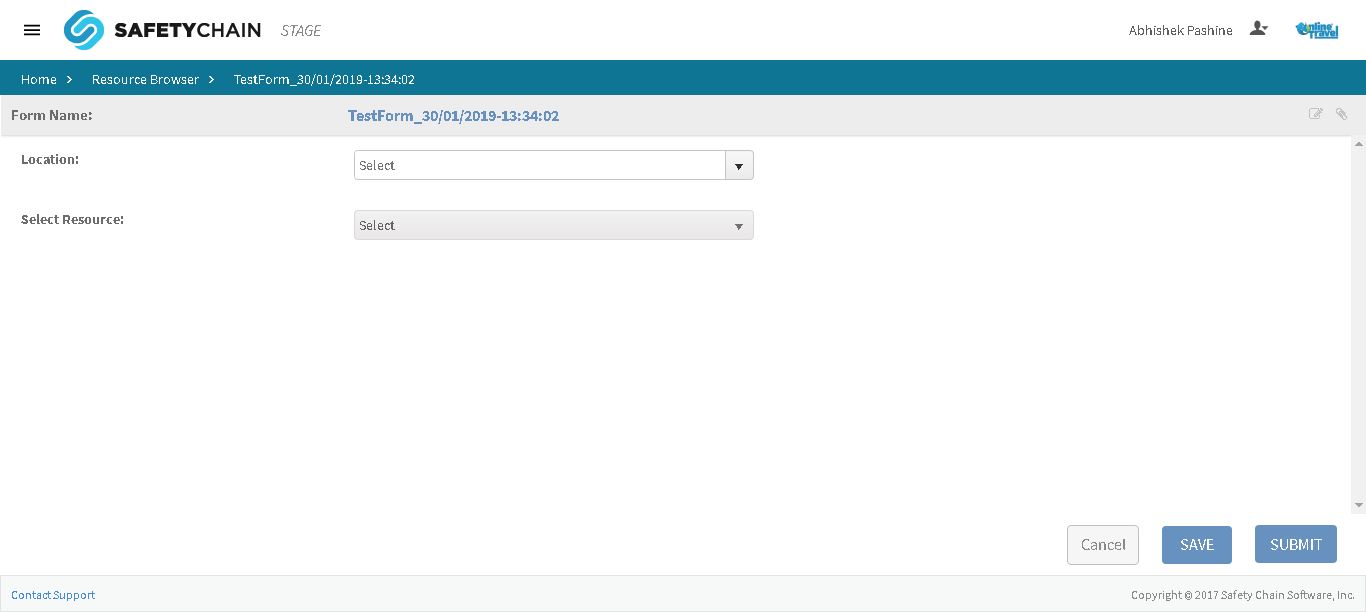 SAFETYCHAIN STAGE Abhishek Pashine Online Travel
Home > Resource Browser > TestForm_30/01/2019-13:34:02
Form Name: TestForm_30/01/2019-13:34:02
Location: Select
Select Resource: Select
Cancel SAVE SUBMIT
Contact Support Copyright © 2017 Safety Chain Software, Inc.